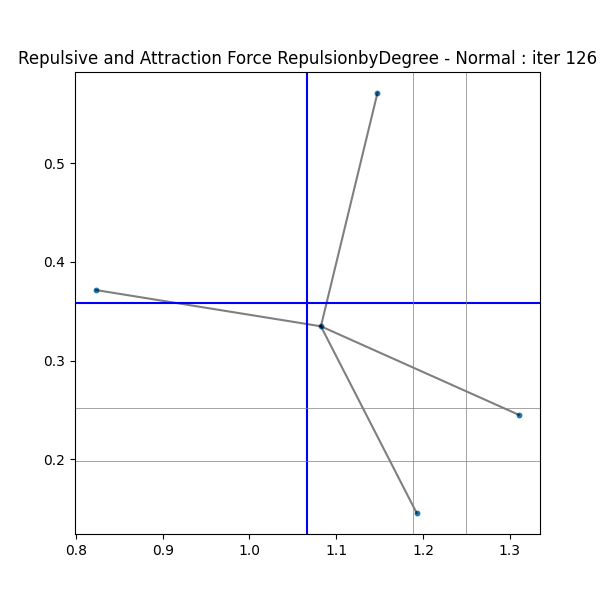 Repulsive and Attraction Force RepulsionbyDegree - Normal : iter 126
0.5
0.4
0.3
0.2
0.8 0.9 1.0 1.1 1.2 1.3